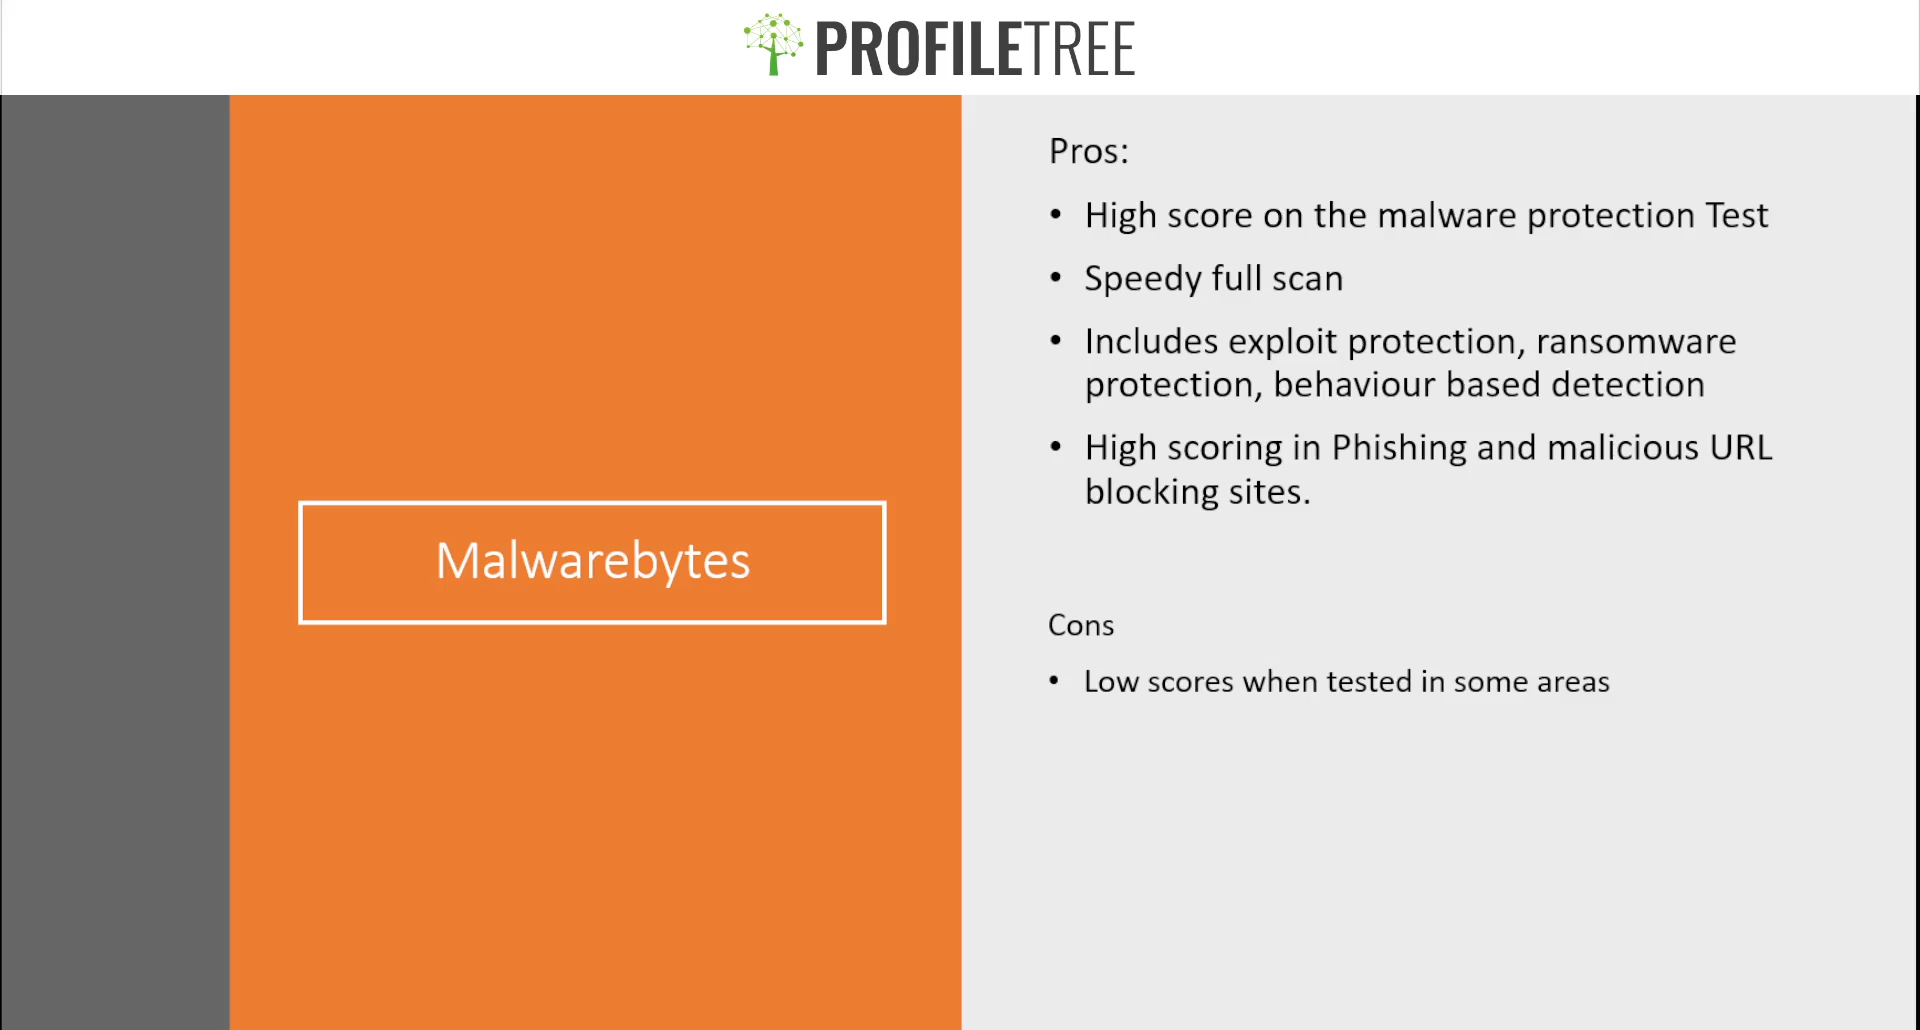 PROFILETREE
Malwarebytes
Pros:
• High score on the malware protection Test
• Speedy full scan
• Includes exploit protection, ransomware
protection, behaviour based detection
• High scoring in Phishing and malicious URL
blocking sites.
Cons
• Low scores when tested in some areas